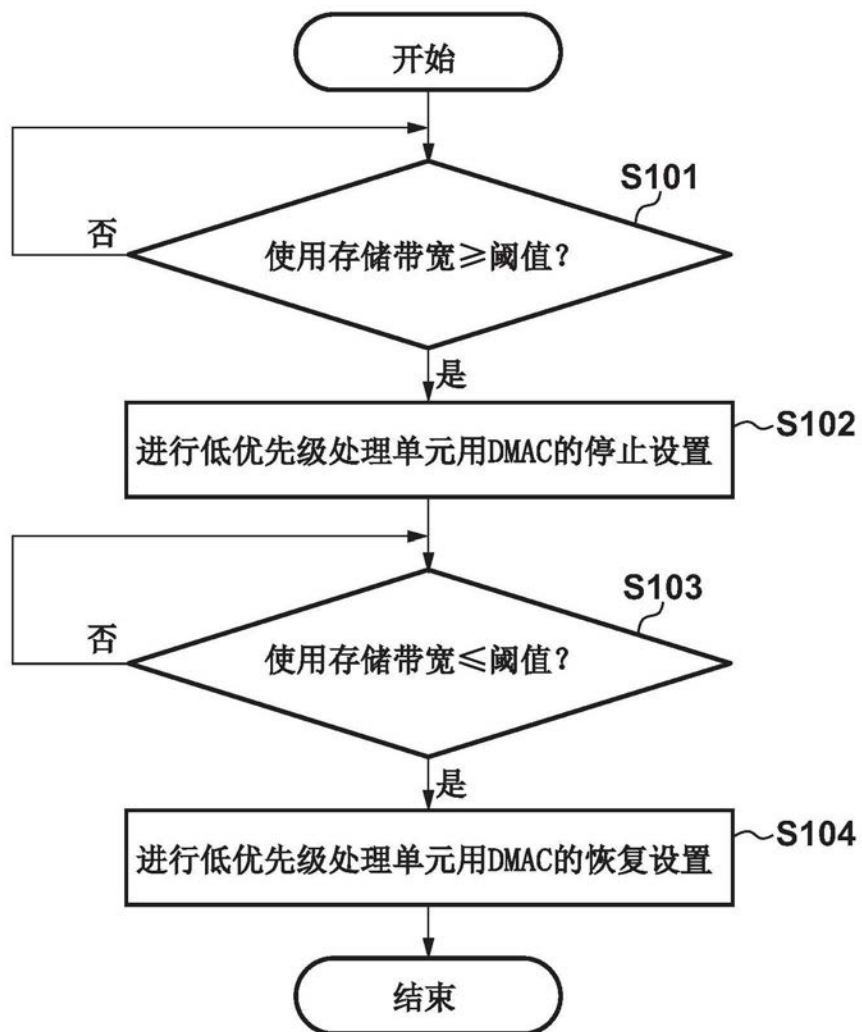 开始
S101
使用存储带宽≥阈值?
否
是
S102
进行低优先级处理单元用DMAC的停止设置
S103
使用存储带宽≤阈值?
否
是
S104
进行低优先级处理单元用DMAC的恢复设置
结束